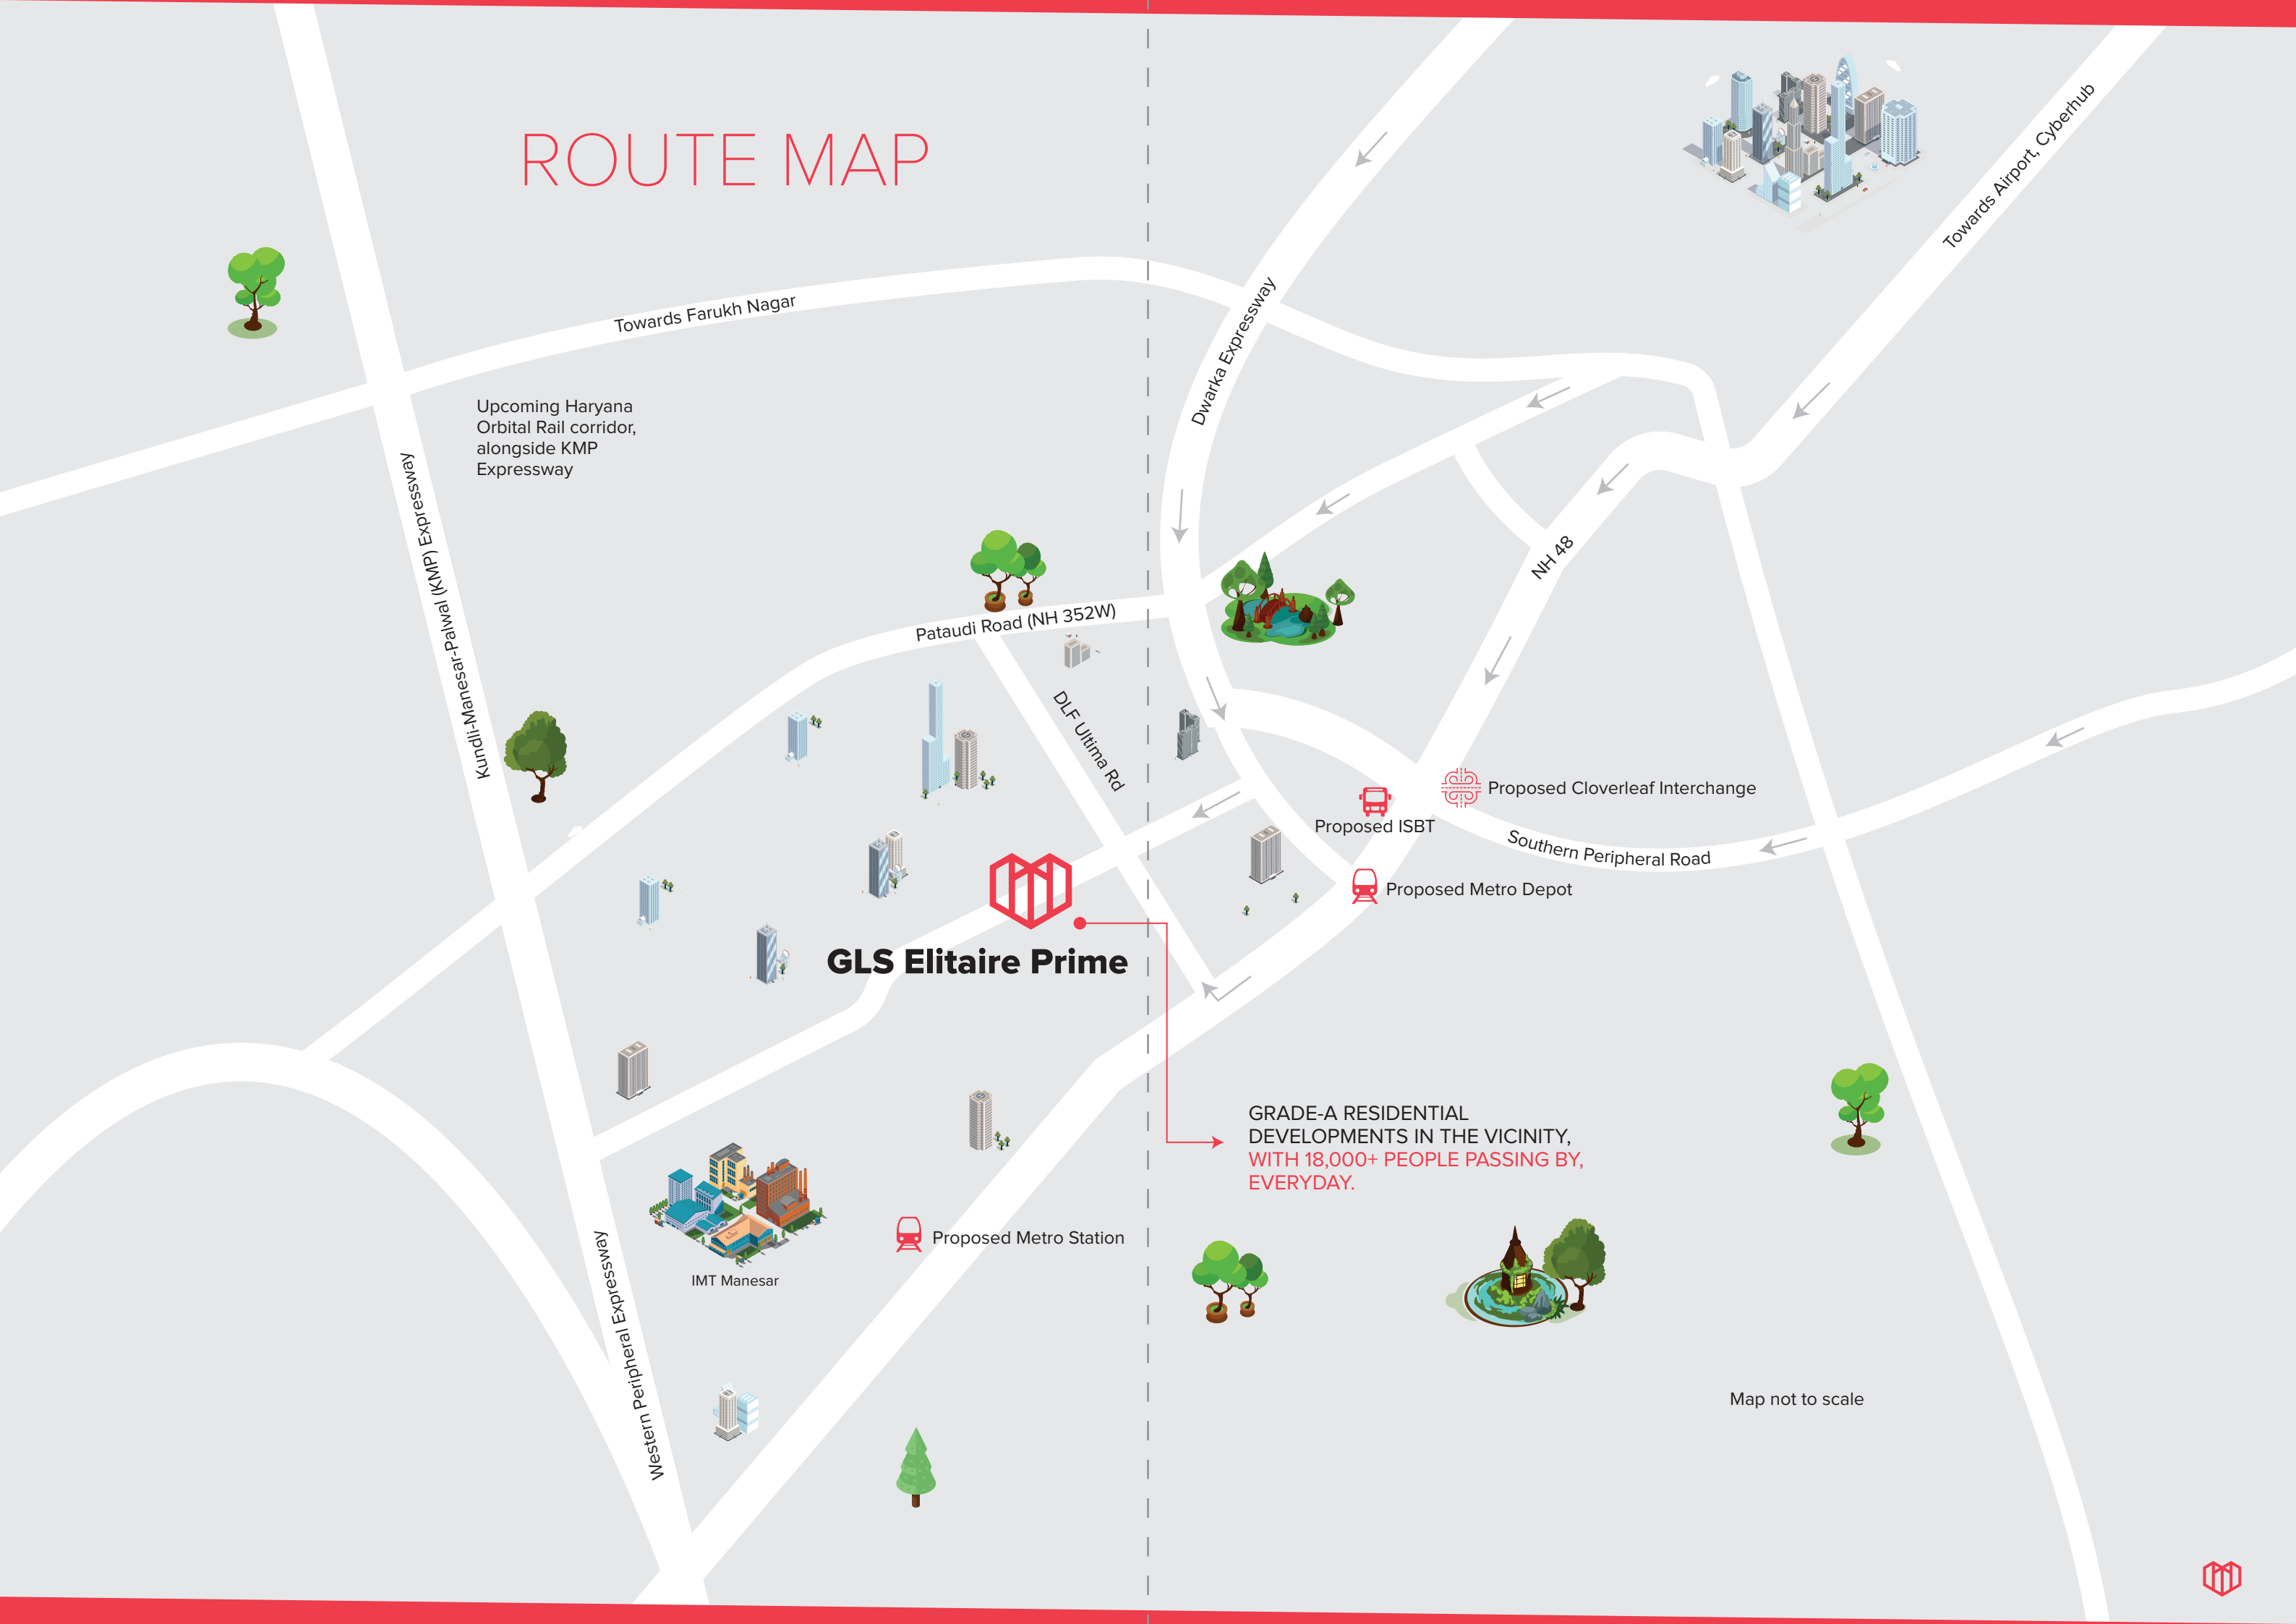 ROUTE MAP
Towards Airport, Cyberhub
Towards Farukh Nagar
Dwarka Expressway
Upcoming Haryana
Orbital Rail corridor,
alongside KMP
Expressway
Kundli-Manesar-Palwal (KMP) Expressway
NH 48
Pataudi Road (NH 352W)
DLF Ultima Rd
Proposed Cloverleaf Interchange
Proposed ISBT
Southern Peripheral Road
Proposed Metro Depot
GLS Elitaire Prime
GRADE-A RESIDENTIAL
DEVELOPMENTS IN THE VICINITY,
WITH 18,000+ PEOPLE PASSING BY,
EVERYDAY.
Proposed Metro Station
IMT Manesar
Western Peripheral Expressway
Map not to scale